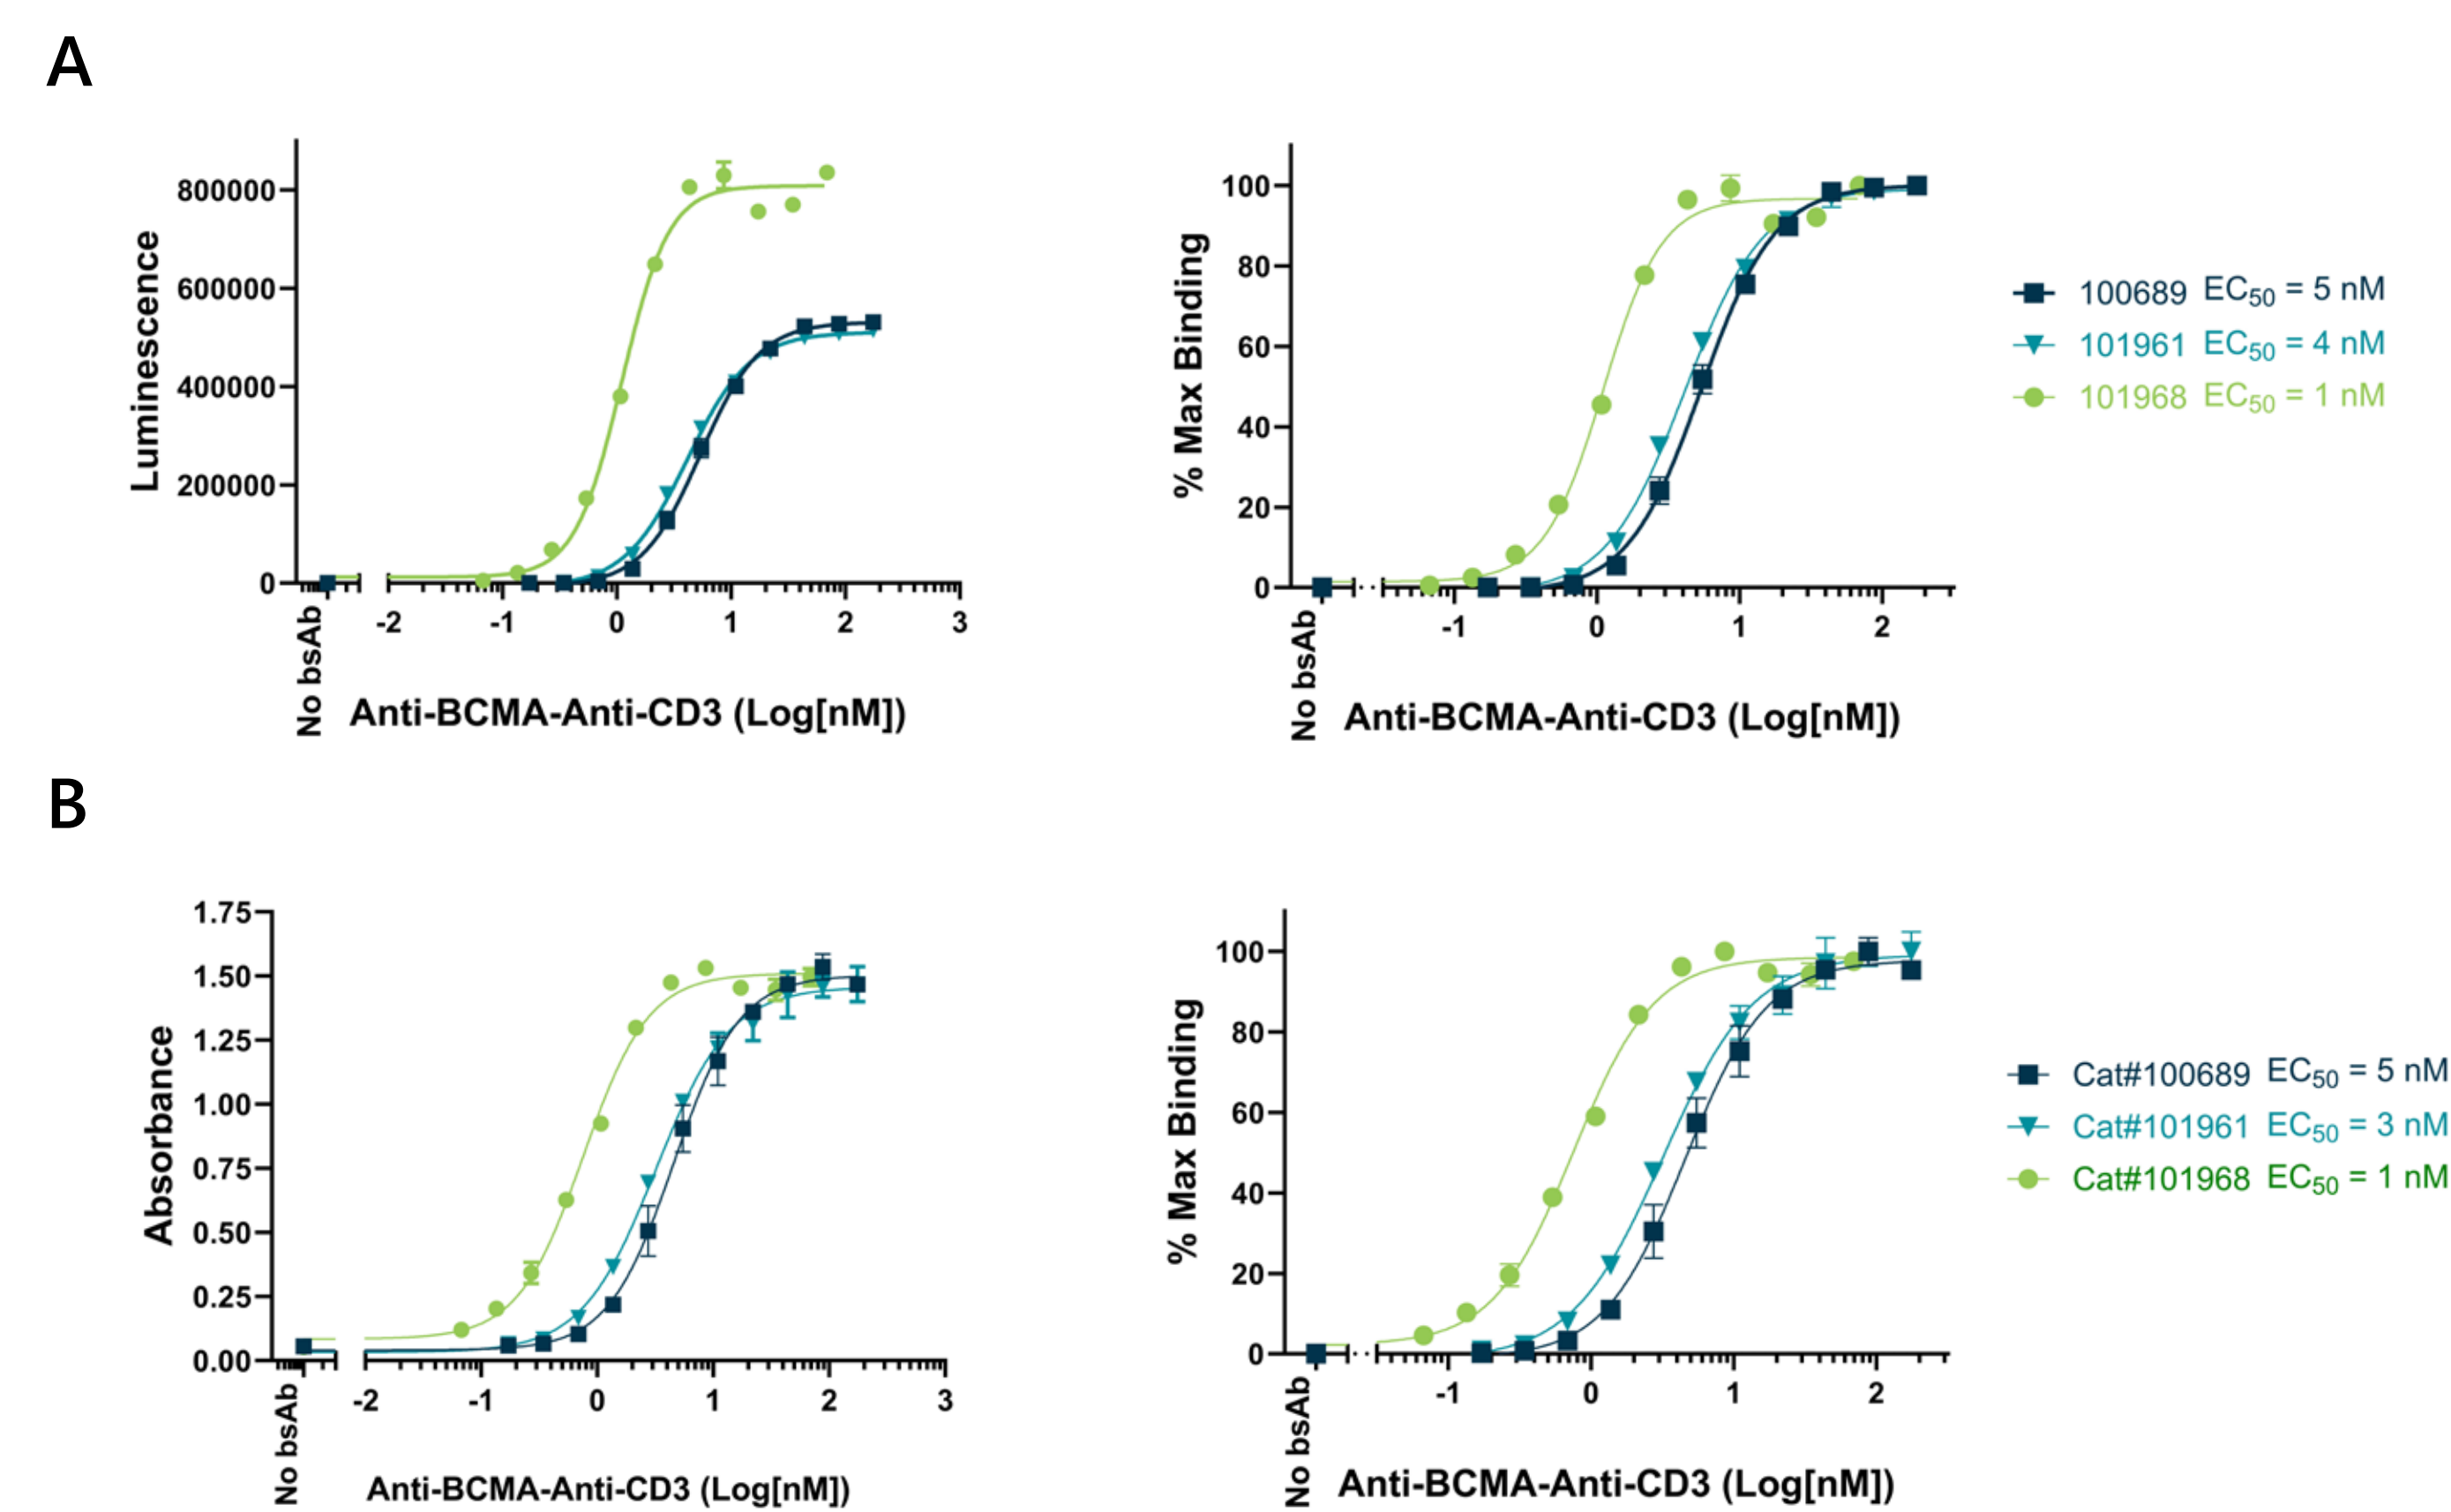 A
Luminescence
800000
600000
400000
200000
0
No bsAb
-2 -1 0 1 2 3
Anti-BCMA-Anti-CD3 (Log[nM])
% Max Binding
100
80
60
40
20
0
No bsAb
-1 0 1 2
Anti-BCMA-Anti-CD3 (Log[nM])
100689 EC50 = 5 nM
101961 EC50 = 4 nM
101968 EC50 = 1 nM
B
Absorbance
1.75
1.50
1.25
1.00
0.75
0.50
0.25
0.00
No bsAb
-2 -1 0 1 2 3
Anti-BCMA-Anti-CD3 (Log[nM])
% Max Binding
100
80
60
40
20
0
No bsAb
-1 0 1 2
Anti-BCMA-Anti-CD3 (Log[nM])
Cat#100689 EC50 = 5 nM
Cat#101961 EC50 = 3 nM
Cat#101968 EC50 = 1 nM